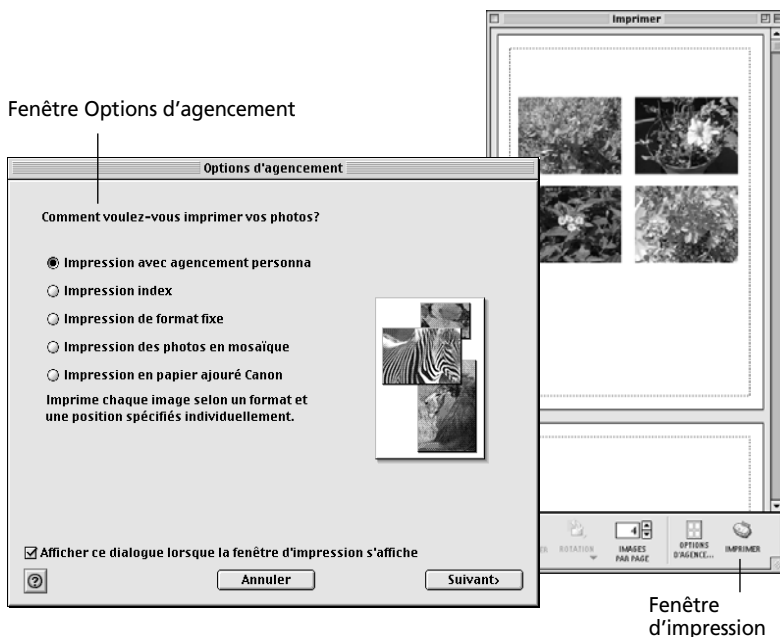 Imprimer
Fenêtre Options d'agencement
Options d'agencement
Comment voulez-vous imprimer vos photos?
Impression avec agencement personna
Impression index
Impression de format fixe
Impression des photos en mosaïque
Impression en papier ajouré Canon
Imprime chaque image selon un format et
une position spécifiés individuellement.
Afficher ce dialogue lorsque la fenêtre d'impression s'affiche
?
Annuler
Suivant>
ER
ROTATION
4
IMAGES
PAR PAGE
OPTIONS
D'AGENCE...
IMPRIMER
Fenêtre
d'impression